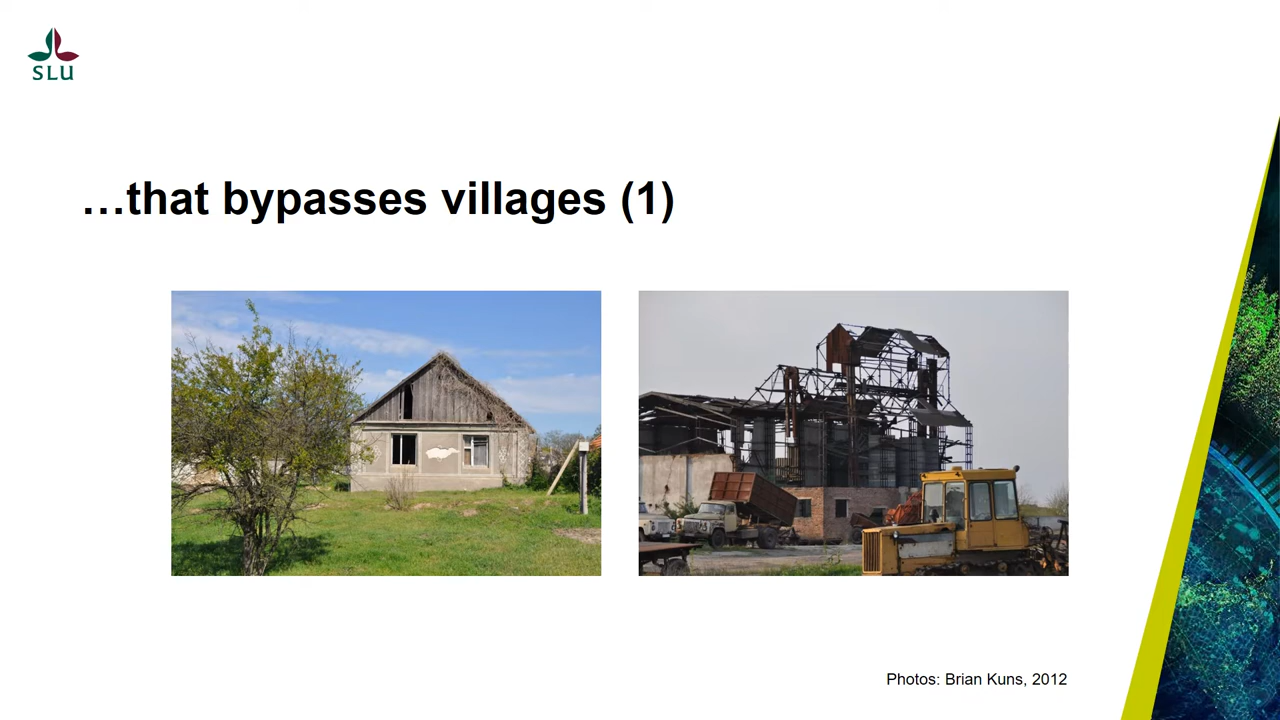 SLU
…that bypasses villages (1)
Photos: Brian Kuns, 2012